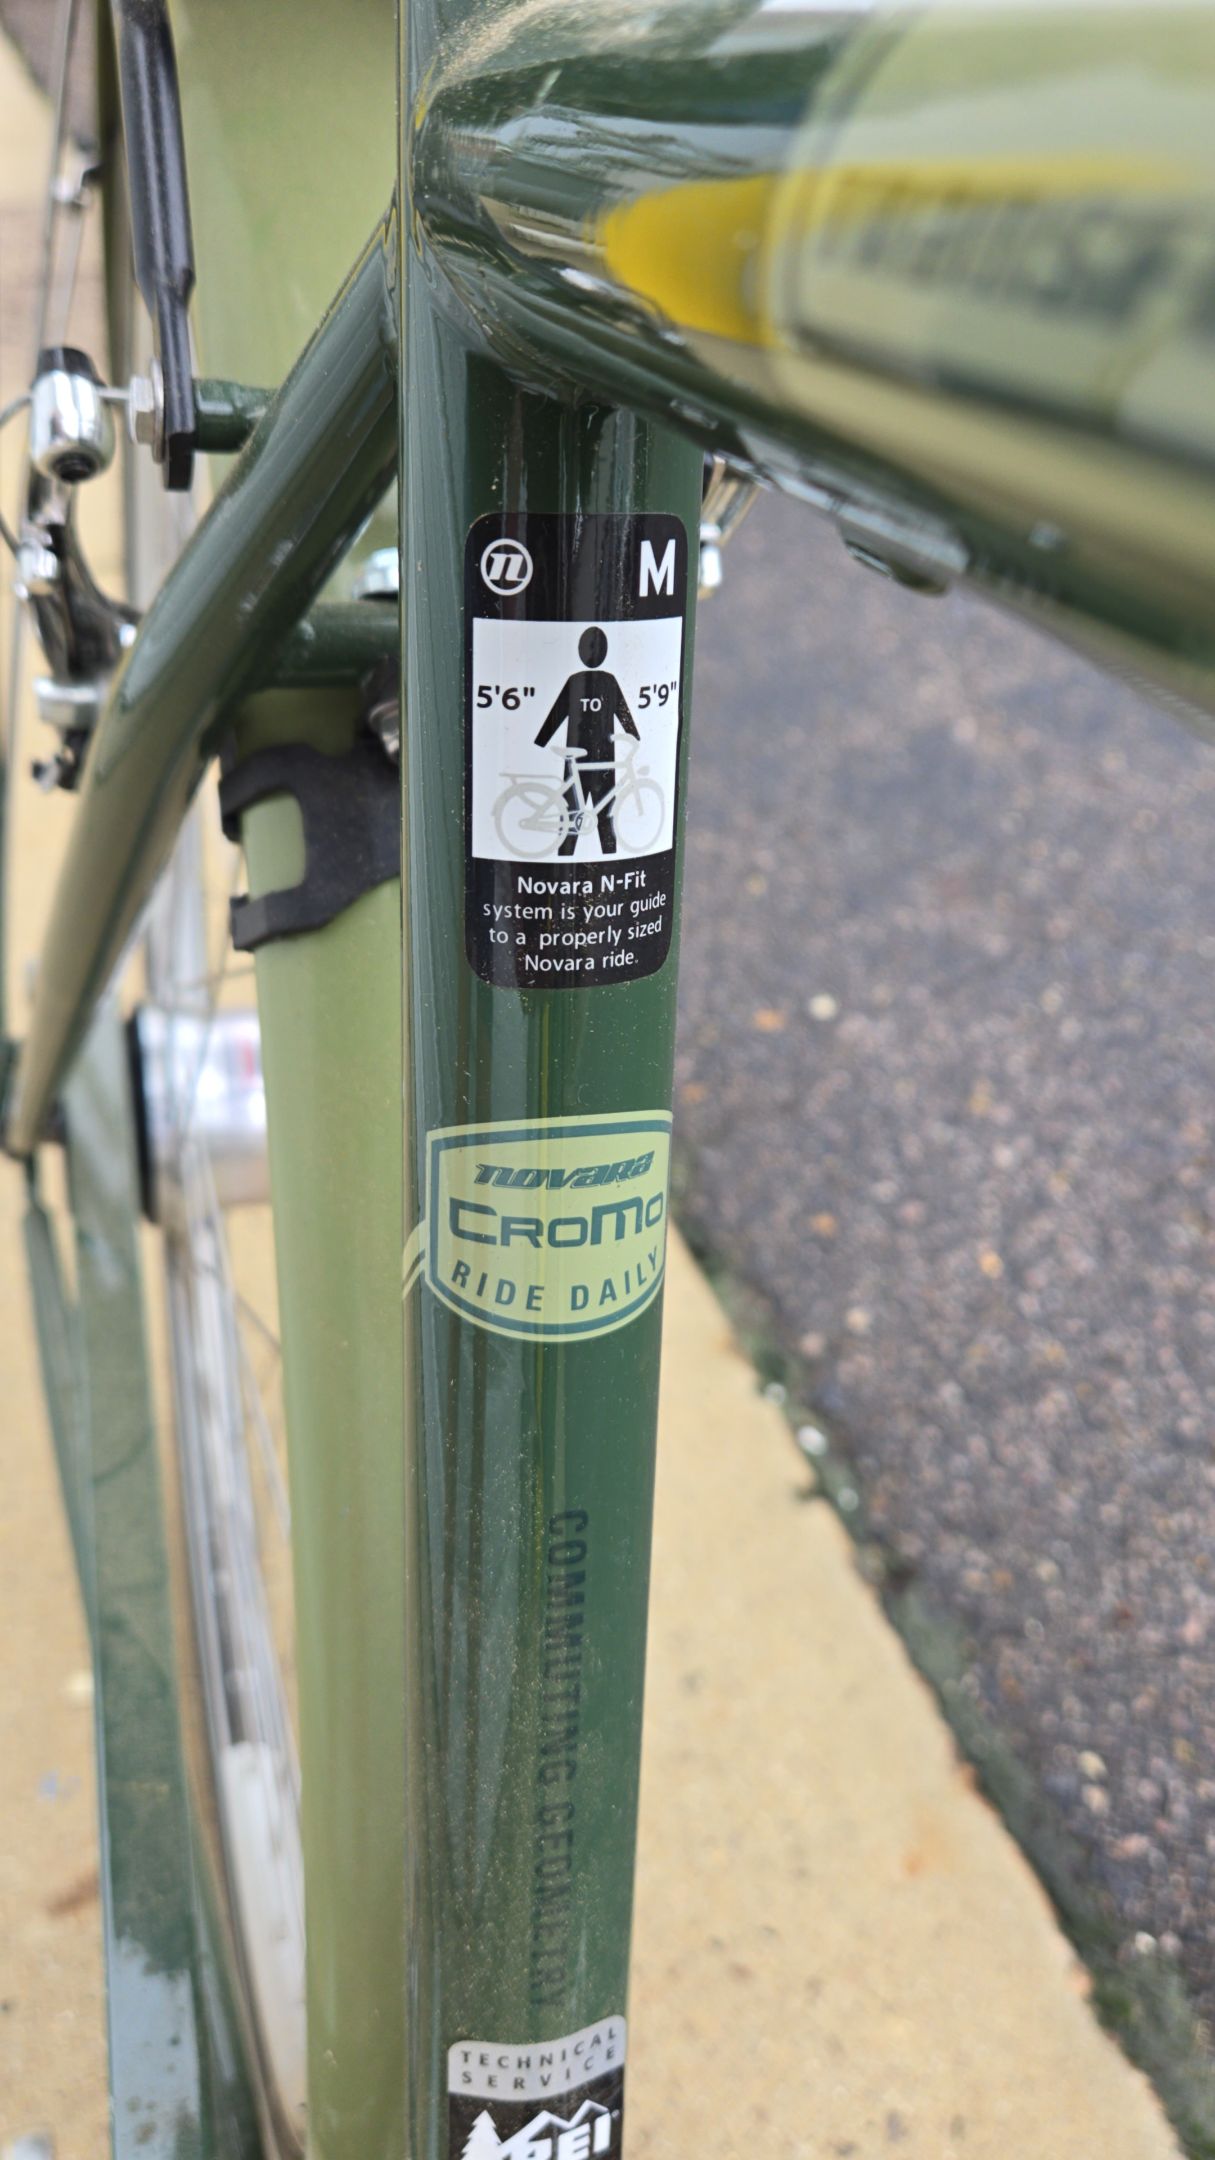 n M
5'6" TO 5'9"
Novara N-Fit
system is your guide
to a properly sized
Novara ride.
novara
CroMo
RIDE DAILY
COMMUTING GEOMETRY
TECHNICAL
SERVICE
REI